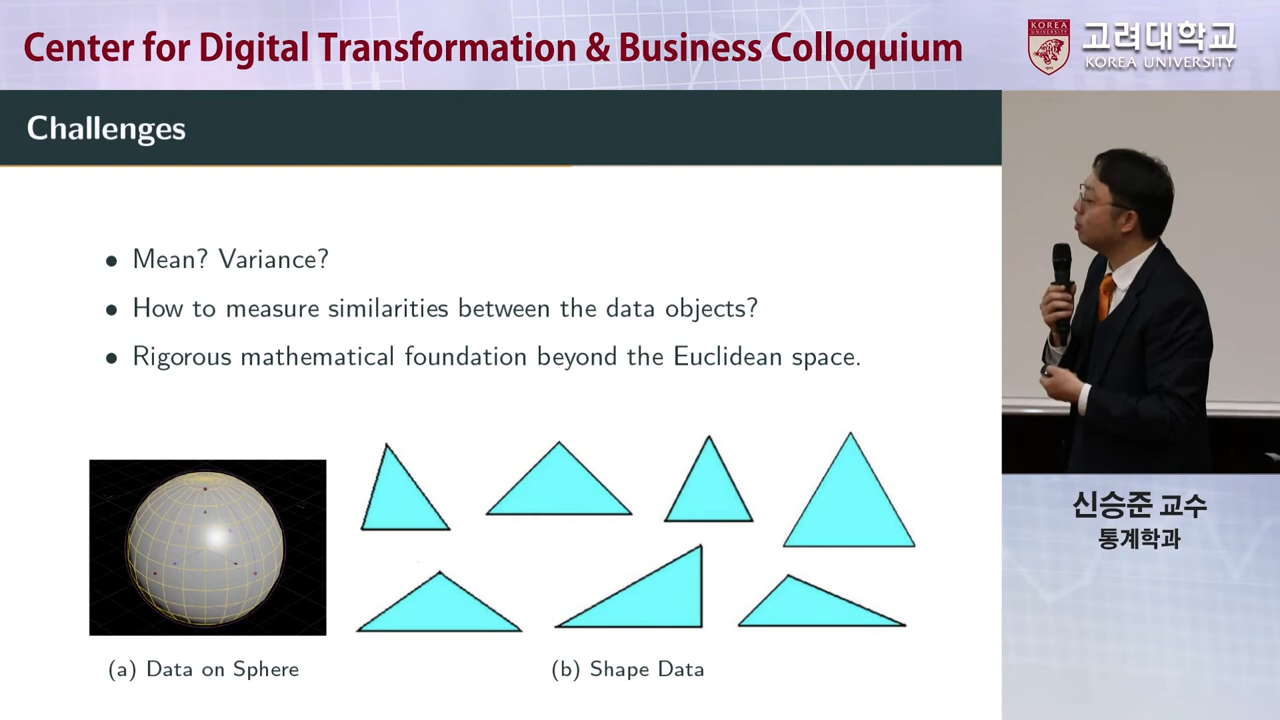 Center for Digital Transformation & Business Colloquium
KOREA
UNIVERSITY
고려대학교
KOREA UNIVERSITY
Challenges
• Mean? Variance?
• How to measure similarities between the data objects?
• Rigorous mathematical foundation beyond the Euclidean space.
(a) Data on Sphere
(b) Shape Data
신승준 교수
통계학과